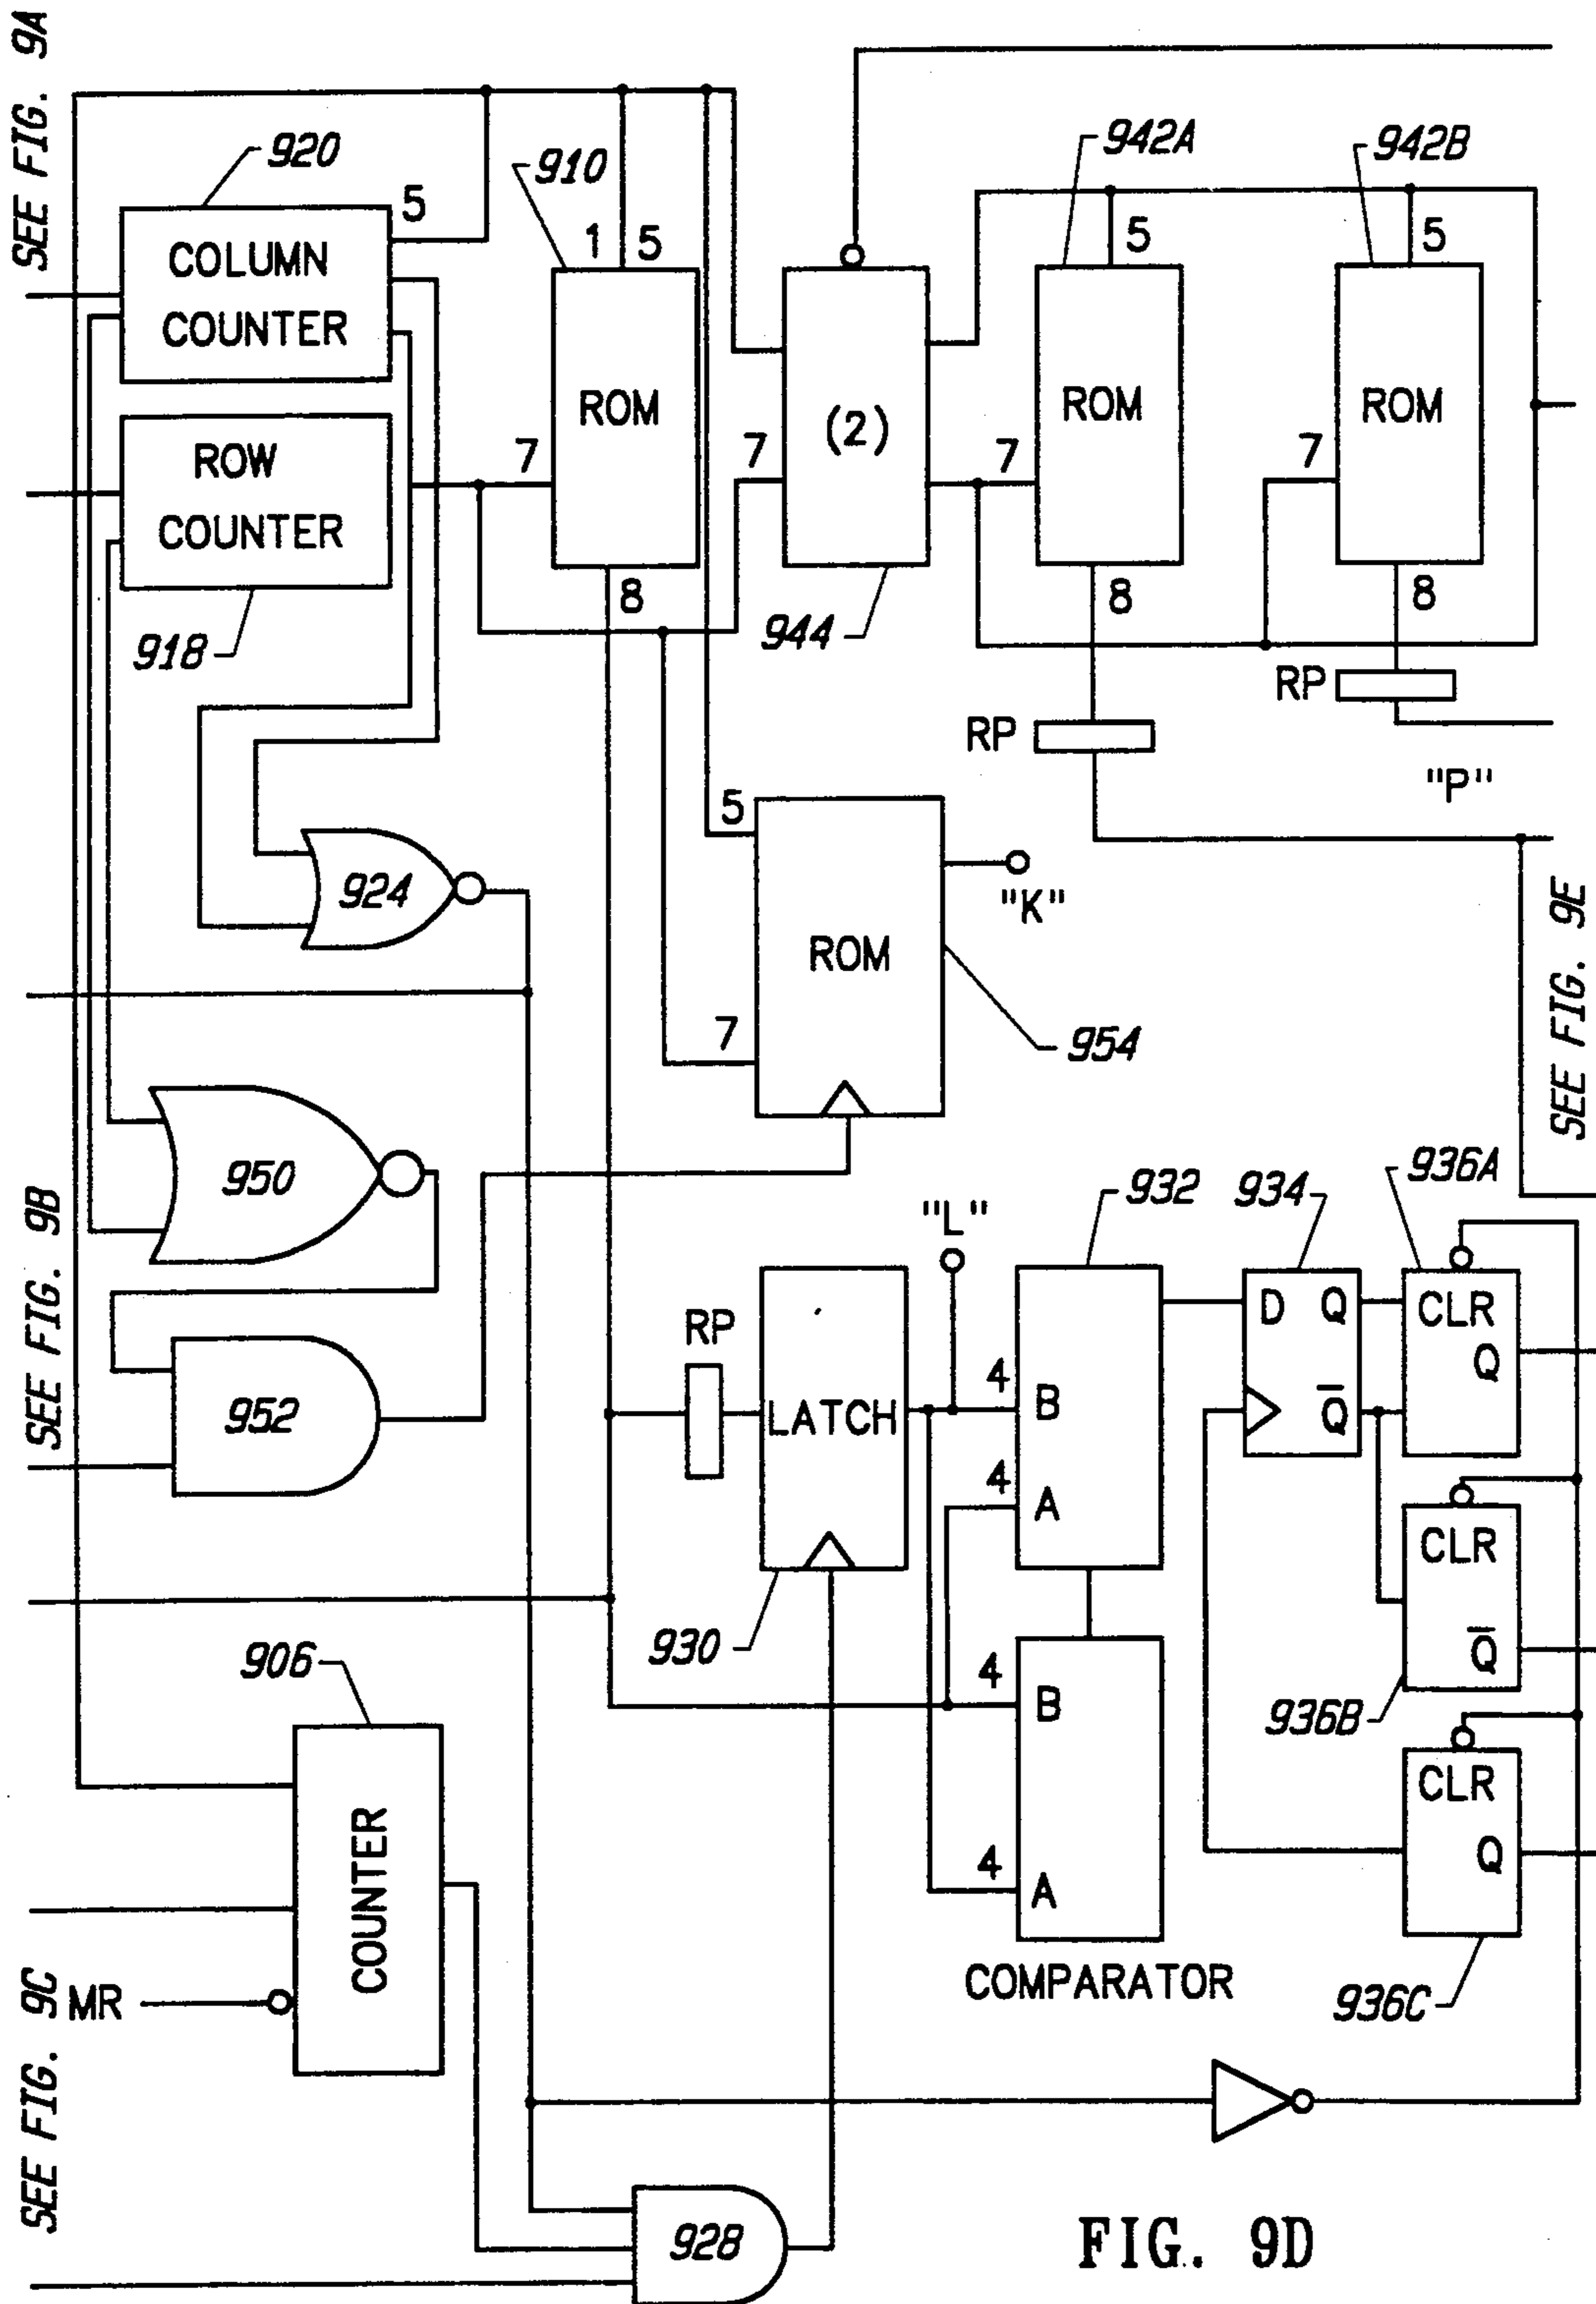 SEE FIG. 9A
920
5
COLUMN
COUNTER
910
1 5
ROM
7
8
942A
5
ROM
7
8
942B
5
ROM
7
8
(2)
7
944
ROW
COUNTER
918
RP
RP
"P"
924
5
ROM
7
"K"
954
SEE FIG. 9E
950
SEE FIG. 9B
952
"L"
932
934
936A
RP
LATCH
930
4
B
4
A
D Q
Q̅
CLR
Q
CLR
Q̅
936B
906
COUNTER
4
B
4
A
COMPARATOR
CLR
Q
936C
SEE FIG. 9C
MR
928
FIG. 9D